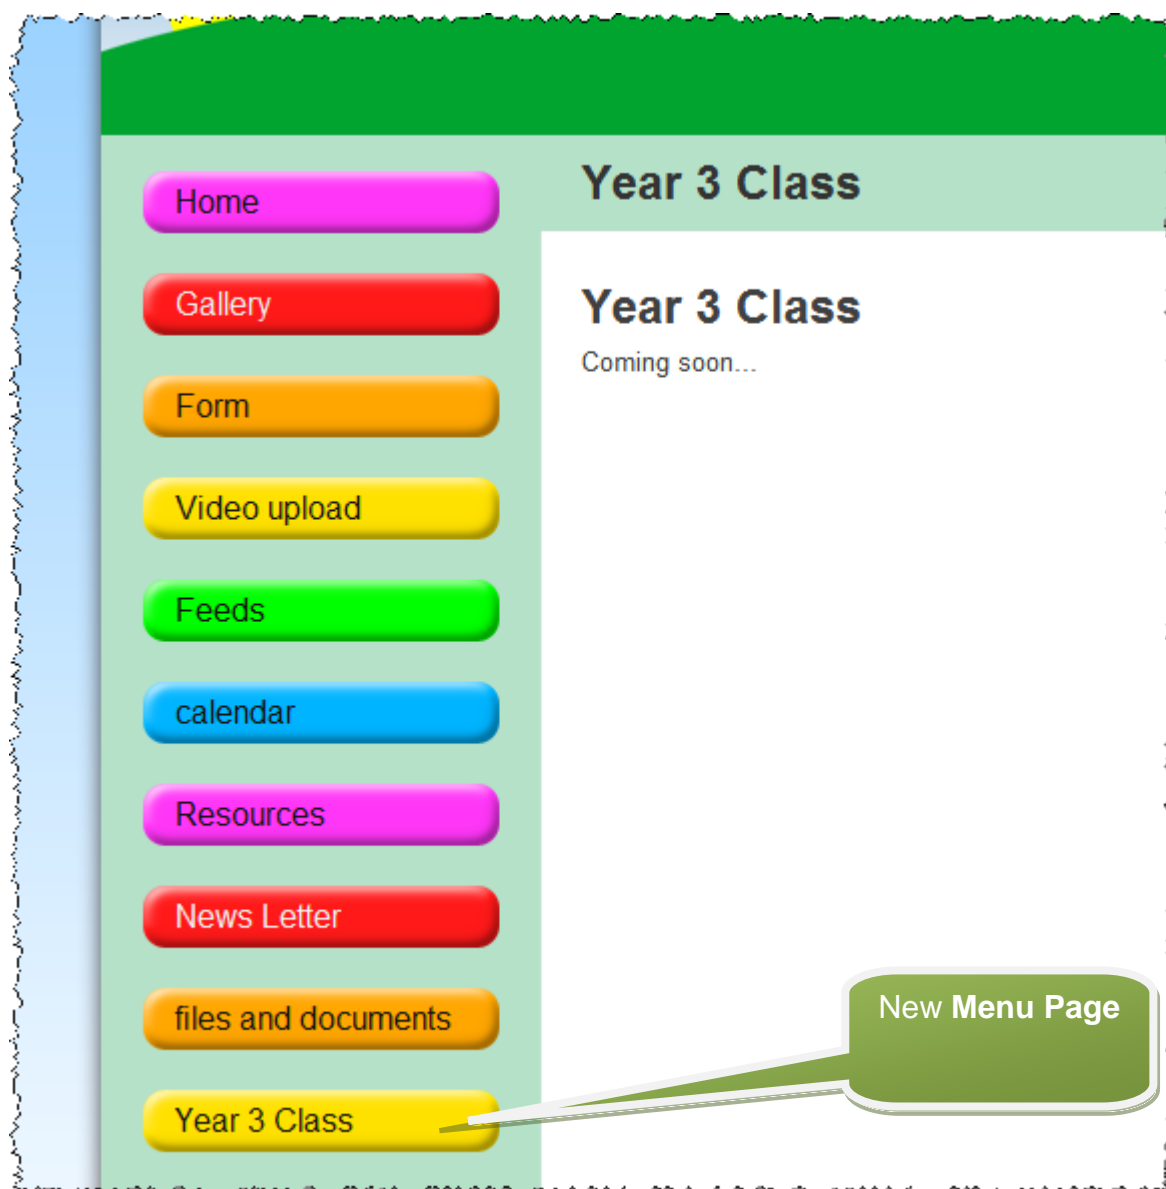 Home
Gallery
Form
Video upload
Feeds
calendar
Resources
News Letter
files and documents
Year 3 Class
Year 3 Class
Year 3 Class
Coming soon...
New Menu Page